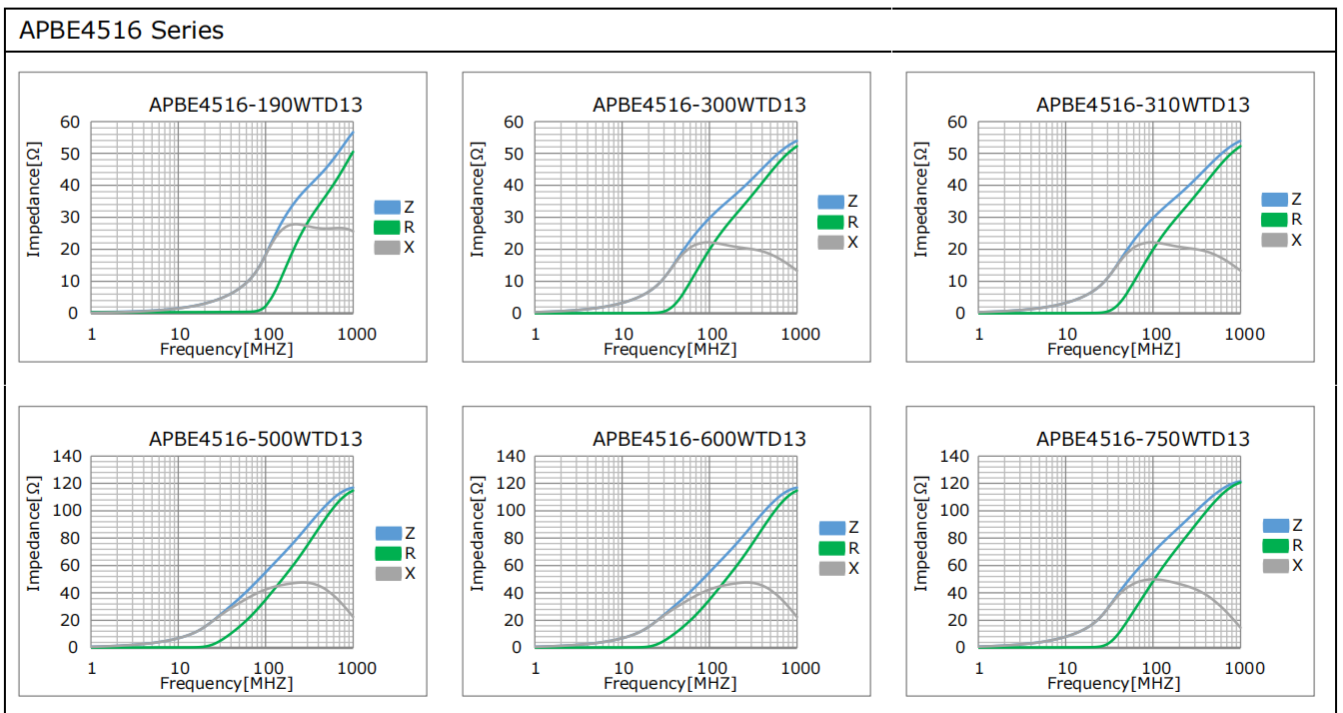 APBE4516 Series
APBE4516-190WTD13
Impedance[Ω]
60
50
40
30
20
10
0
1 10 100 1000
Frequency[MHZ]
Z
R
X
APBE4516-300WTD13
Impedance[Ω]
60
50
40
30
20
10
0
1 10 100 1000
Frequency[MHZ]
Z
R
X
APBE4516-310WTD13
Impedance[Ω]
60
50
40
30
20
10
0
1 10 100 1000
Frequency[MHZ]
Z
R
X
APBE4516-500WTD13
Impedance[Ω]
140
120
100
80
60
40
20
0
1 10 100 1000
Frequency[MHZ]
Z
R
X
APBE4516-600WTD13
Impedance[Ω]
140
120
100
80
60
40
20
0
1 10 100 1000
Frequency[MHZ]
Z
R
X
APBE4516-750WTD13
Impedance[Ω]
140
120
100
80
60
40
20
0
1 10 100 1000
Frequency[MHZ]
Z
R
X